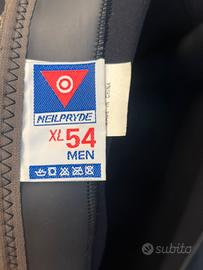 NEILPRYDE
XL 54
MEN
subito